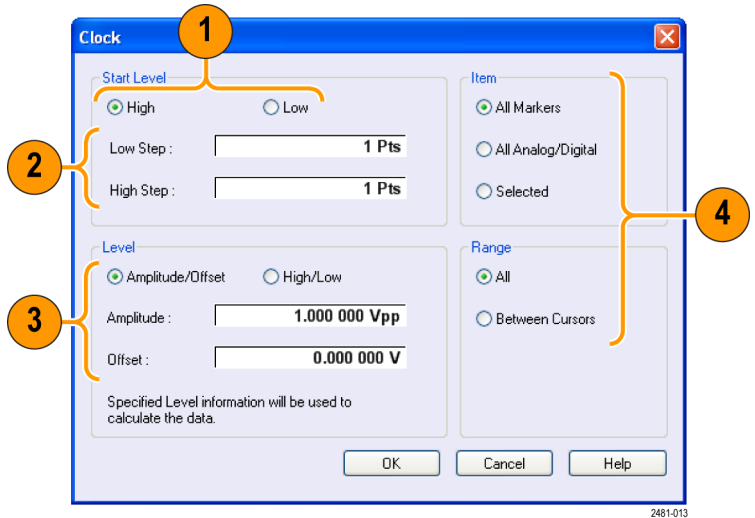 Clock
1
Start Level
High
Low
2
Low Step :
1 Pts
High Step :
1 Pts
Item
All Markers
All Analog/Digital
Selected
4
Level
Amplitude/Offset
High/Low
3
Amplitude :
1.000 000 Vpp
Offset :
0.000 000 V
Specified Level information will be used to
calculate the data.
Range
All
Between Cursors
OK
Cancel
Help
2481-013